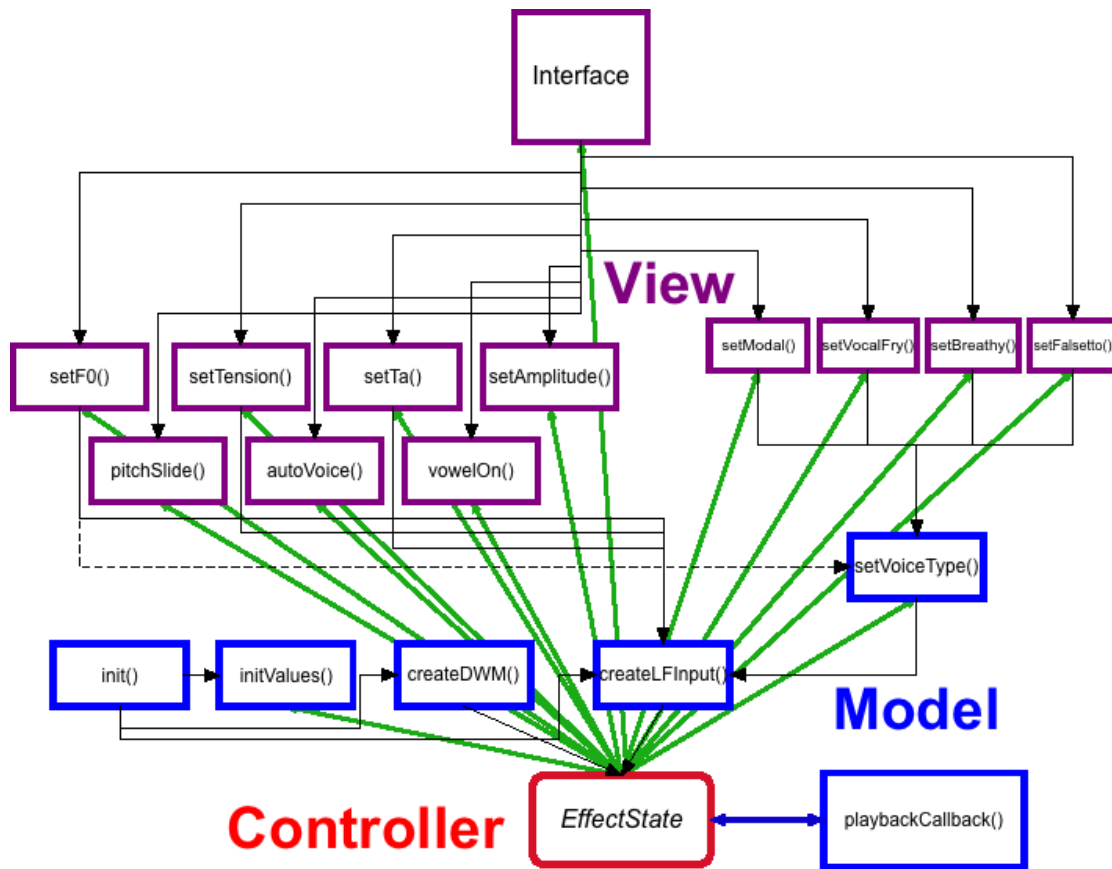 Interface
View
setModal()
setVocalFry()
setBreathy()
setFalsetto()
setF0()
setTension()
setTa()
setAmplitude()
pitchSlide()
autoVoice()
vowelOn()
setVoiceType()
init()
initValues()
createDWM()
createLFInput()
Model
Controller
EffectState
playbackCallback()